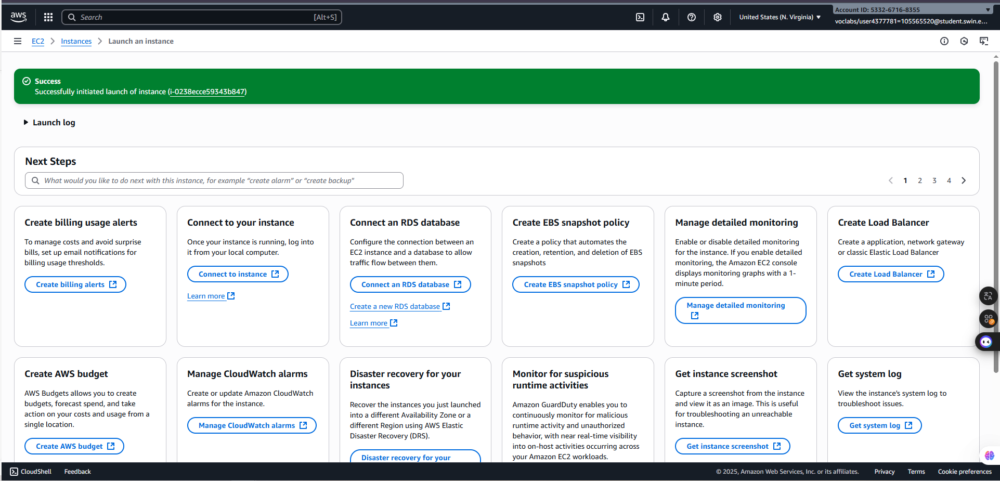 aws
Search
[Alt+S]
United States (N. Virginia)
Account ID: 5332-6716-8355
voclabs/user4377781=105565520@student.swin.e...
EC2
Instances
Launch an instance
Success
Successfully initiated launch of instance (i-0238ecce59343b847)
Launch log
Next Steps
What would you like to do next with this instance, for example “create alarm” or “create backup"
1 2 3 4
Create billing usage alerts
To manage costs and avoid surprise
bills, set up email notifications for
billing usage thresholds.
Create billing alerts
Connect to your instance
Once your instance is running, log into
it from your local computer.
Connect to instance
Learn more
Connect an RDS database
Configure the connection between an
EC2 instance and a database to allow
traffic flow between them.
Connect an RDS database
Create a new RDS database
Learn more
Create EBS snapshot policy
Create a policy that automates the
creation, retention, and deletion of EBS
snapshots
Create EBS snapshot policy
Manage detailed monitoring
Enable or disable detailed monitoring
for the instance. If you enable detailed
monitoring, the Amazon EC2 console
displays monitoring graphs with a 1-
minute period.
Manage detailed monitoring
Create Load Balancer
Create a application, network gateway
or classic Elastic Load Balancer
Create Load Balancer
Create AWS budget
AWS Budgets allows you to create
budgets, forecast spend, and take
action on your costs and usage from a
single location.
Create AWS budget
Manage CloudWatch alarms
Create or update Amazon CloudWatch
alarms for the instance.
Manage CloudWatch alarms
Disaster recovery for your
instances
Recover the instances you just launched
into a different Availability Zone or a
different Region using AWS Elastic
Disaster Recovery (DRS).
Disaster recovery for your
Monitor for suspicious
runtime activities
Amazon GuardDuty enables you to
continuously monitor for malicious
runtime activity and unauthorized
behavior, with near real-time visibility
into on-host activities occurring across
your Amazon EC2 workloads.
Get instance screenshot
Capture a screenshot from the instance
and view it as an image. This is useful
for troubleshooting an unreachable
instance.
Get instance screenshot
Get system log
View the instance's system log to
troubleshoot issues.
Get system log
CloudShell
Feedback
© 2025, Amazon Web Services, Inc. or its affiliates.
Privacy
Terms
Cookie preferences